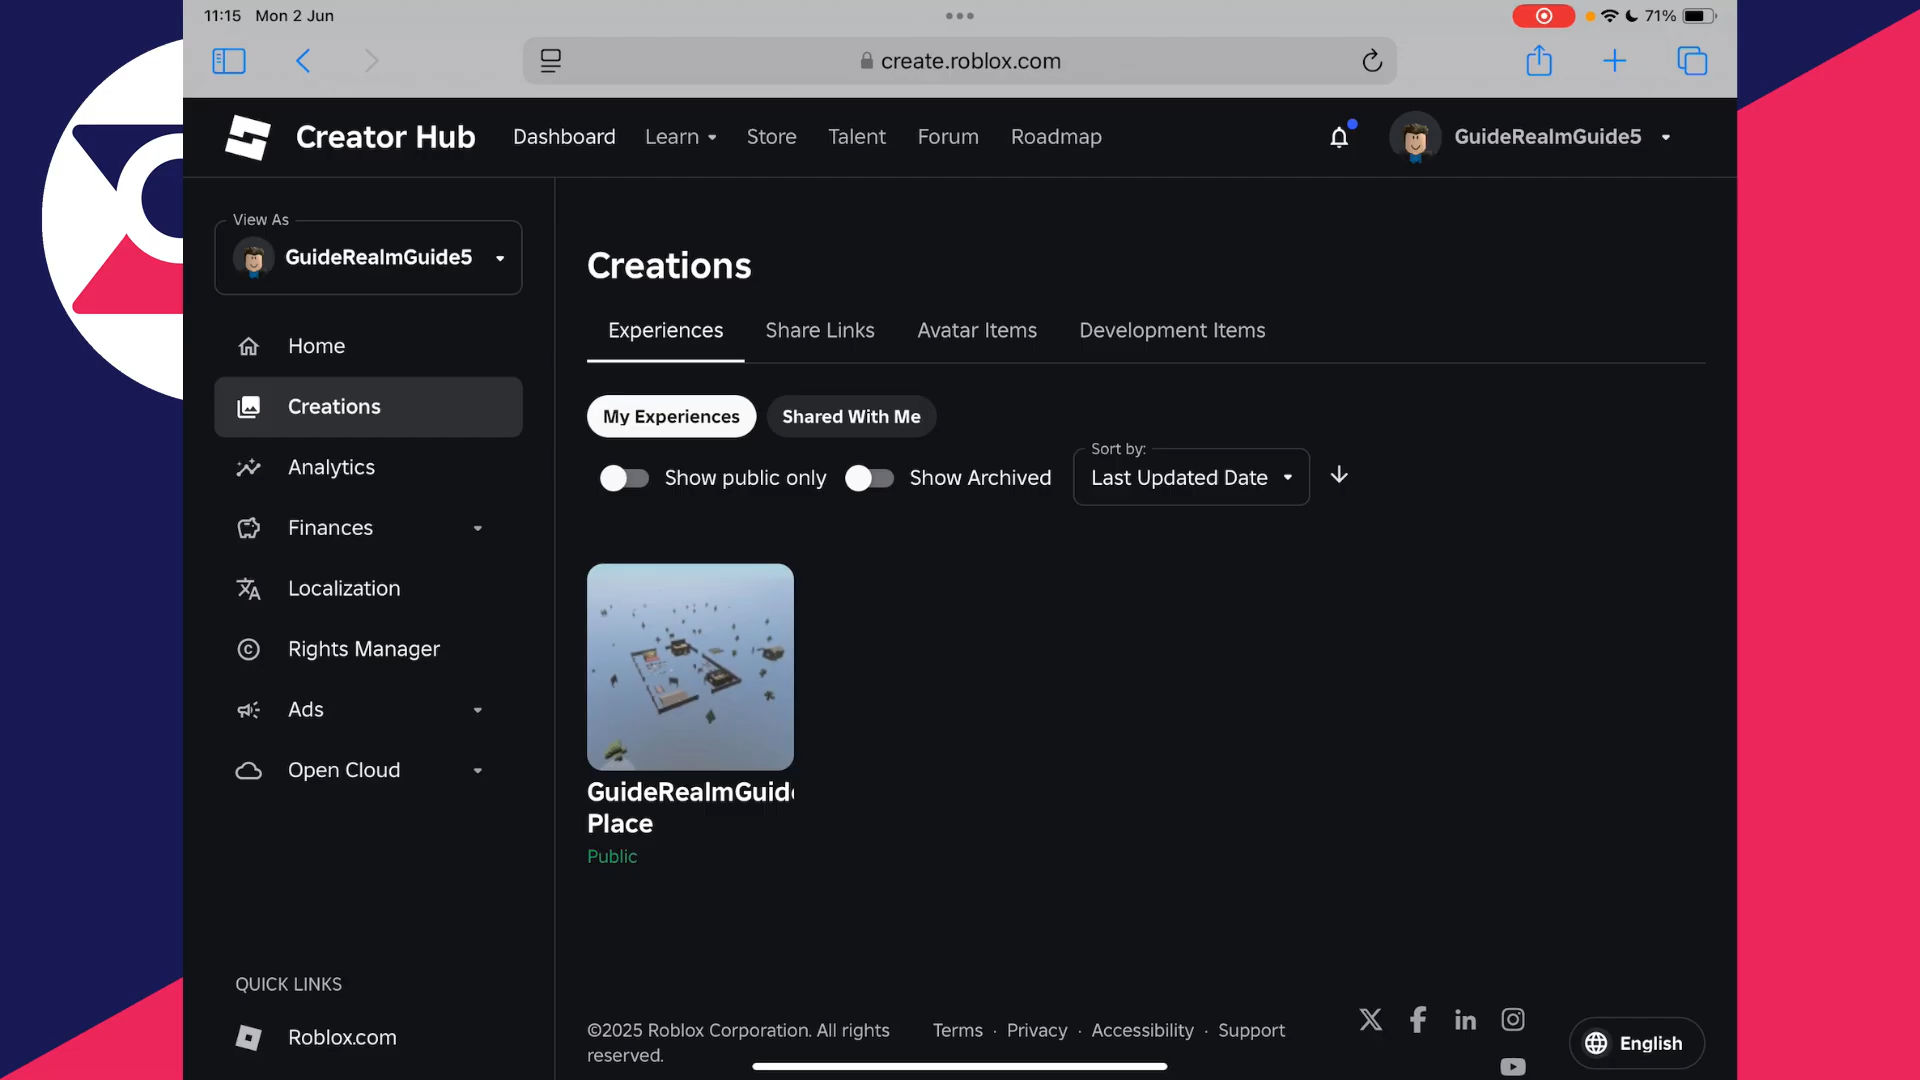 11:15 Mon 2 Jun
71%
create.roblox.com
Creator Hub Dashboard Learn Store Talent Forum Roadmap
GuideRealmGuide5
View As
GuideRealmGuide5
Home
Creations
Analytics
Finances
Localization
Rights Manager
Ads
Open Cloud
QUICK LINKS
Roblox.com
Creations
Experiences Share Links Avatar Items Development Items
My Experiences Shared With Me
Show public only Show Archived
Sort by:
Last Updated Date
GuideRealmGuide
Place
Public
©2025 Roblox Corporation. All rights
reserved.
Terms · Privacy · Accessibility · Support
English